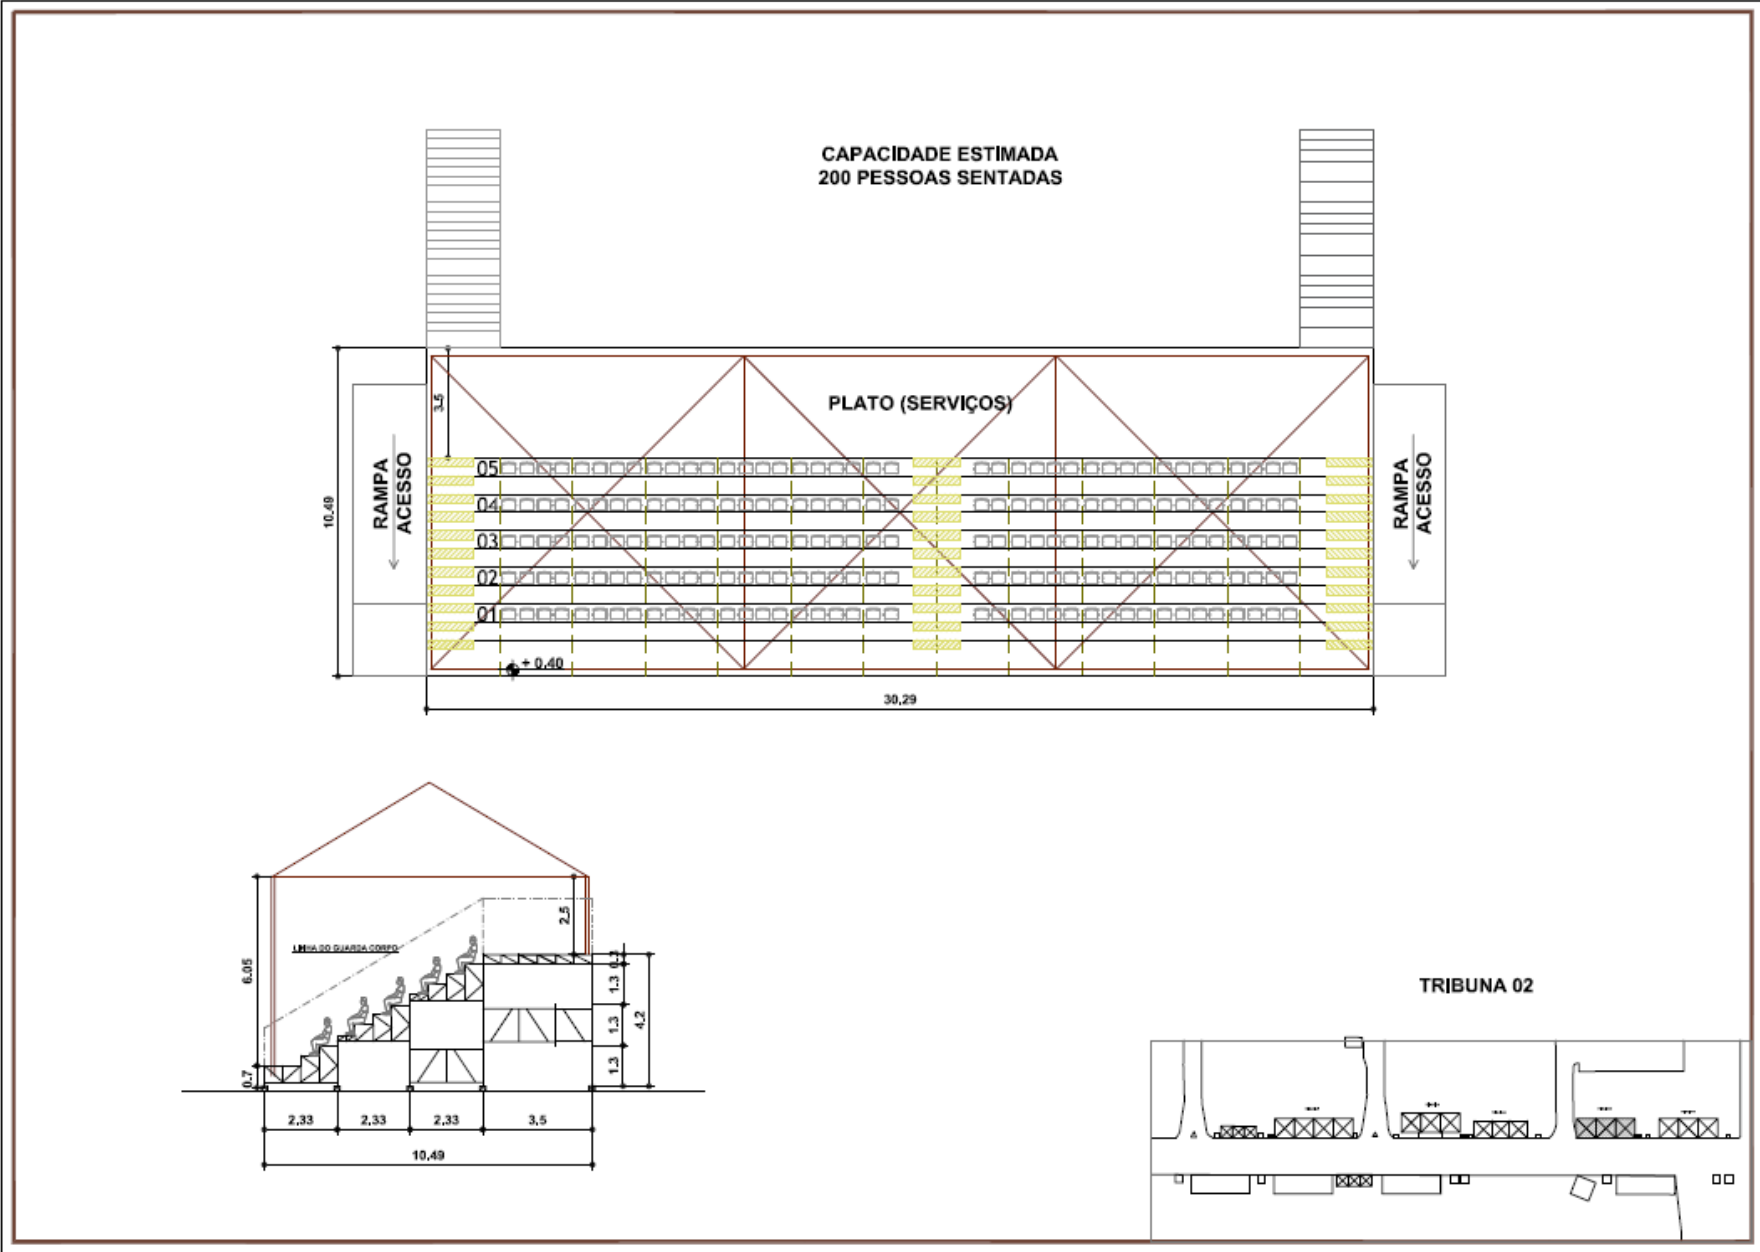 CAPACIDADE ESTIMADA
200 PESSOAS SENTADAS
3.5
PLATO (SERVIÇOS)
10,49
RAMPA
ACESSO
05
04
03
02
01
RAMPA
ACESSO
+ 0,40
30,29
2,5
LINHA DO GUARDA CORPO
6.05
0.3
1.3
1.3
4.2
1.3
0.7
2,33
2,33
2,33
3,5
10,49
TRIBUNA 02